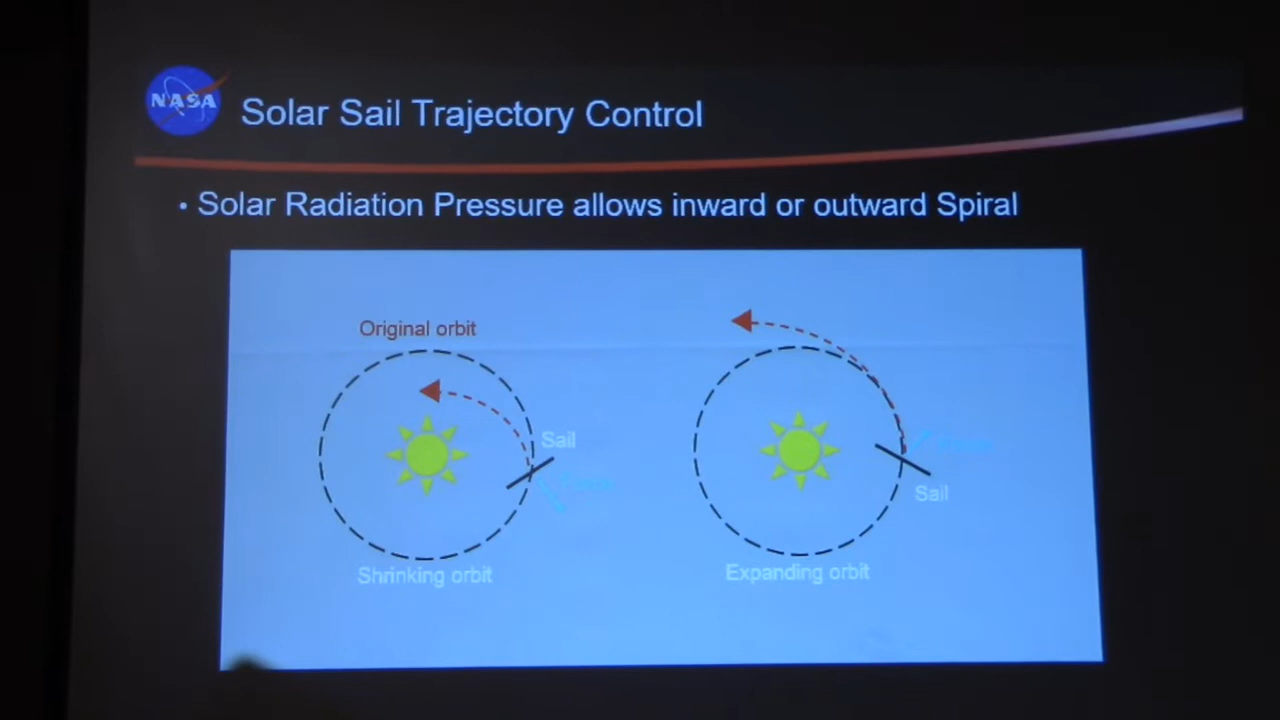 NASA
Solar Sail Trajectory Control
• Solar Radiation Pressure allows inward or outward Spiral
Original orbit
Sail
Sail
Shrinking orbit
Expanding orbit